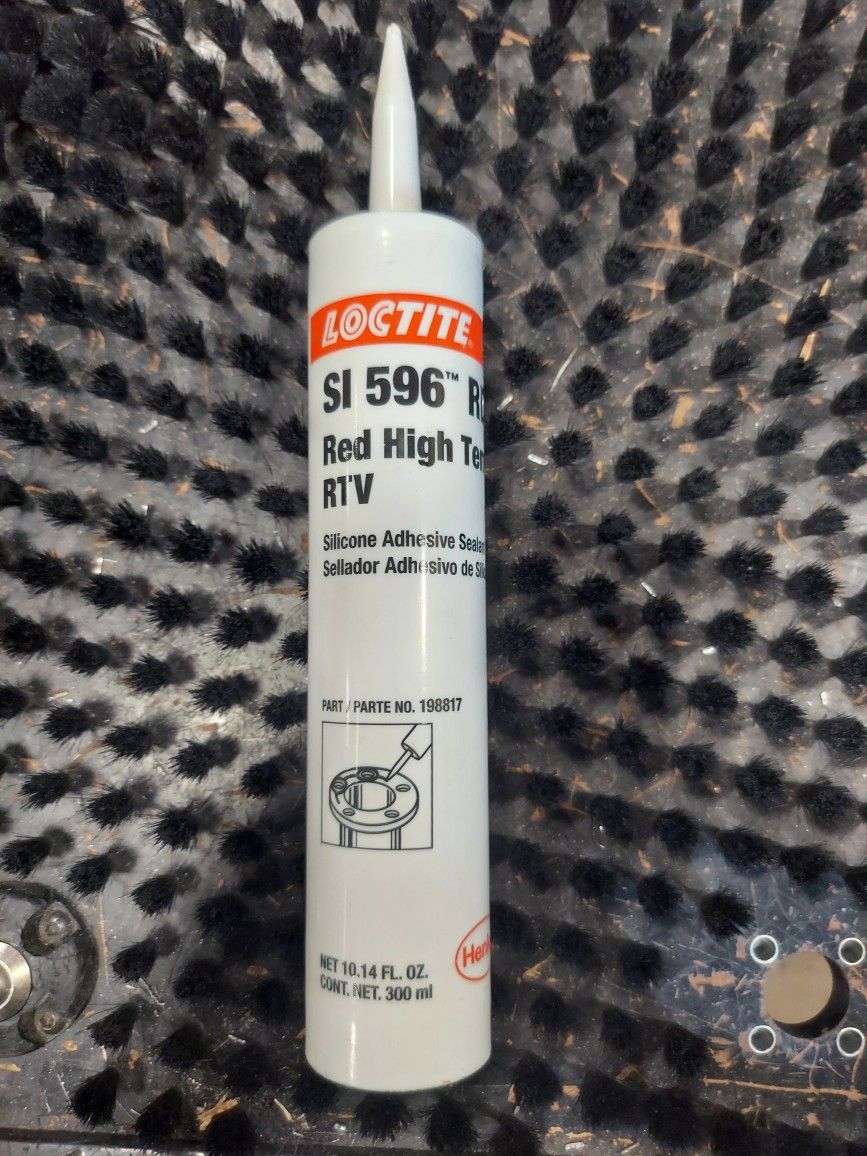 LOCTITE
SI 596™
Red High
RTV
Silicone Adhesive
Sellador Adhesivo de
PART / PARTE NO. 198817
NET 10.14 FL. OZ.
CONT. NET. 300 ml